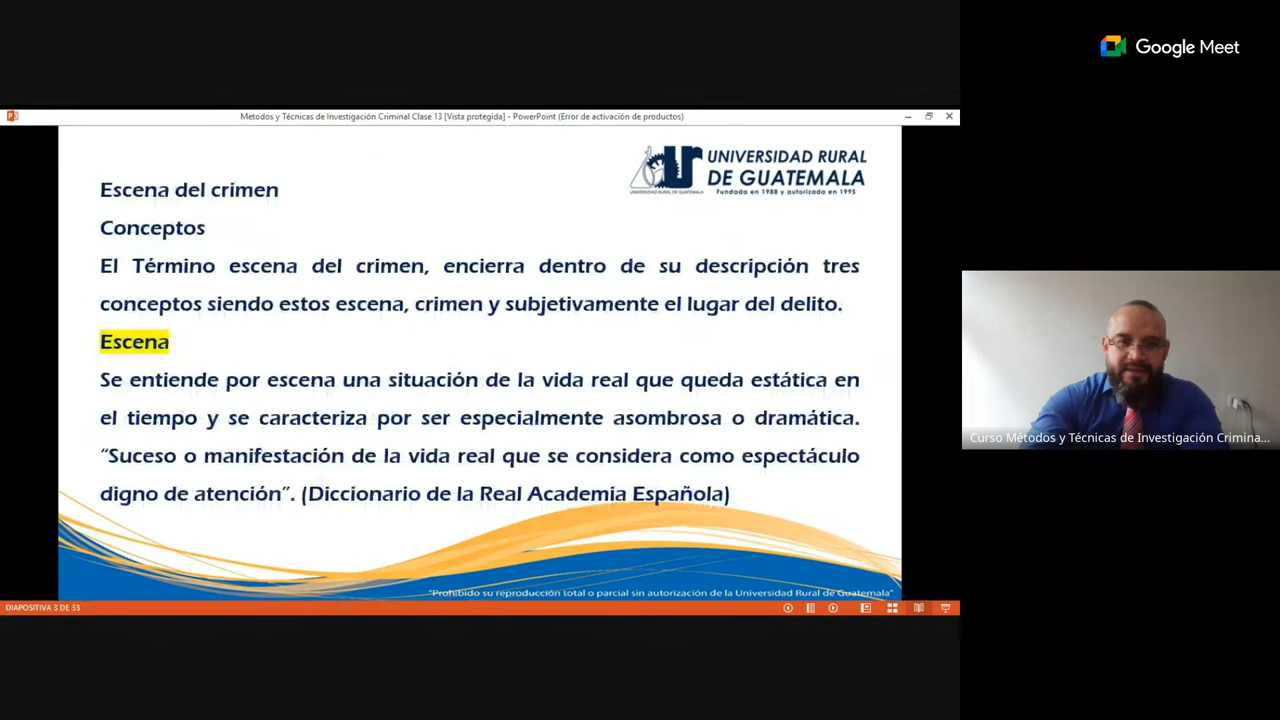 Google Meet
Metodos y Técnicas de Investigación Criminal Clase 13 [Vista protegida] - PowerPoint (Error de activación de productos)
UNIVERSIDAD RURAL
DE GUATEMALA
Fundada en 1988 y autorizada en 1995
UNIVERSIDAD RURAL DE GUATEMALA
Escena del crimen
Conceptos
El Término escena del crimen, encierra dentro de su descripción tres
conceptos siendo estos escena, crimen y subjetivamente el lugar del delito.
Escena
Se entiende por escena una situación de la vida real que queda estática en
el tiempo y se caracteriza por ser especialmente asombrosa o dramática.
“Suceso o manifestación de la vida real que se considera como espectáculo
digno de atención”. (Diccionario de la Real Academia Española)
“Prohibido su reproducción total o parcial sin autorización de la Universidad Rural de Guatemala”
DIAPOSITIVA 3 DE 33
Curso Métodos y Técnicas de Investigación Crimina...